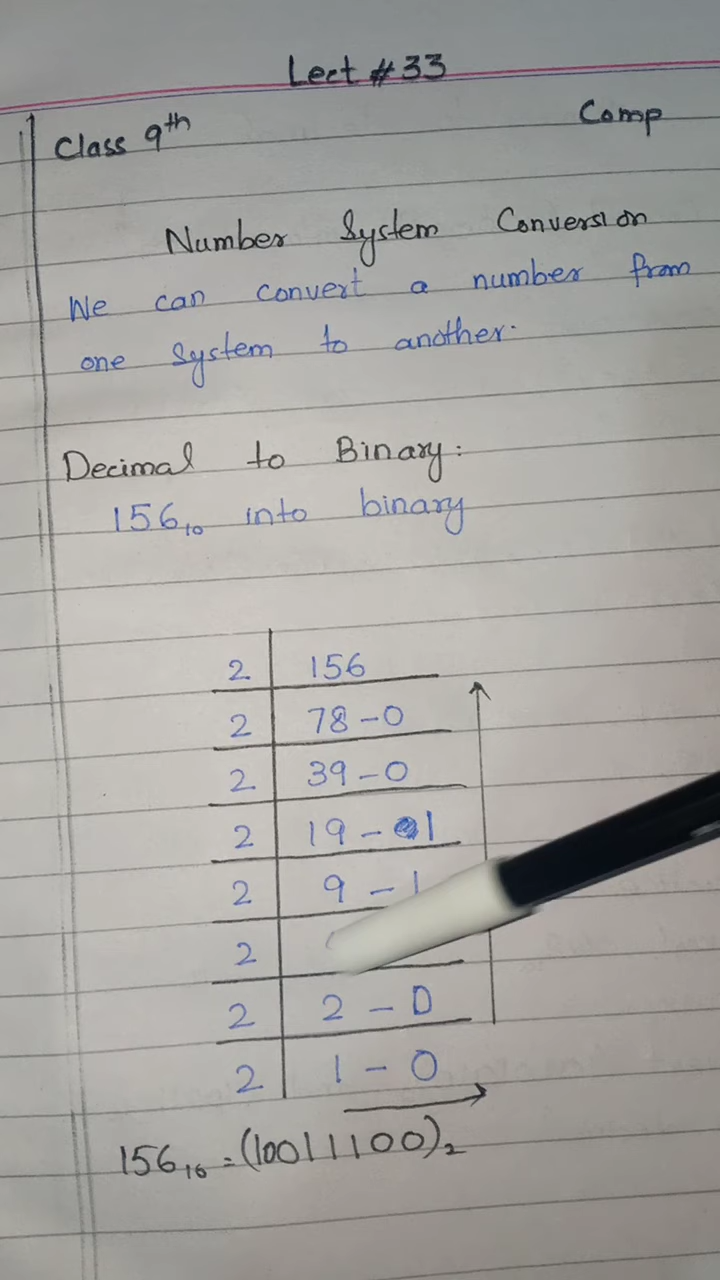 Lect # 33
Class 9th Comp
Number System Conversion
We can convert a number from
one System to another.
Decimal to Binary:
156₁₀ into binary
2 | 156
2 | 78 - 0
2 | 39 - 0
2 | 19 - 1
2 | 9 - 1
2 |
2 | 2 - 0
2 | 1 - 0
156₁₆ = (10011100)₂